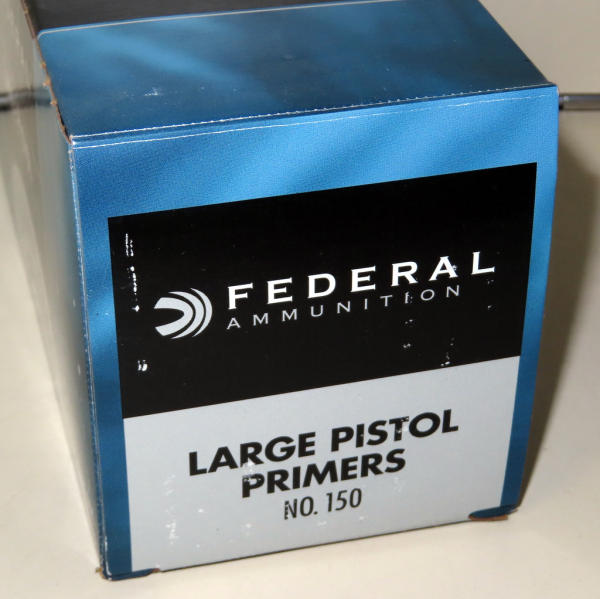 FEDERAL
AMMUNITION
LARGE PISTOL
PRIMERS
NO. 150